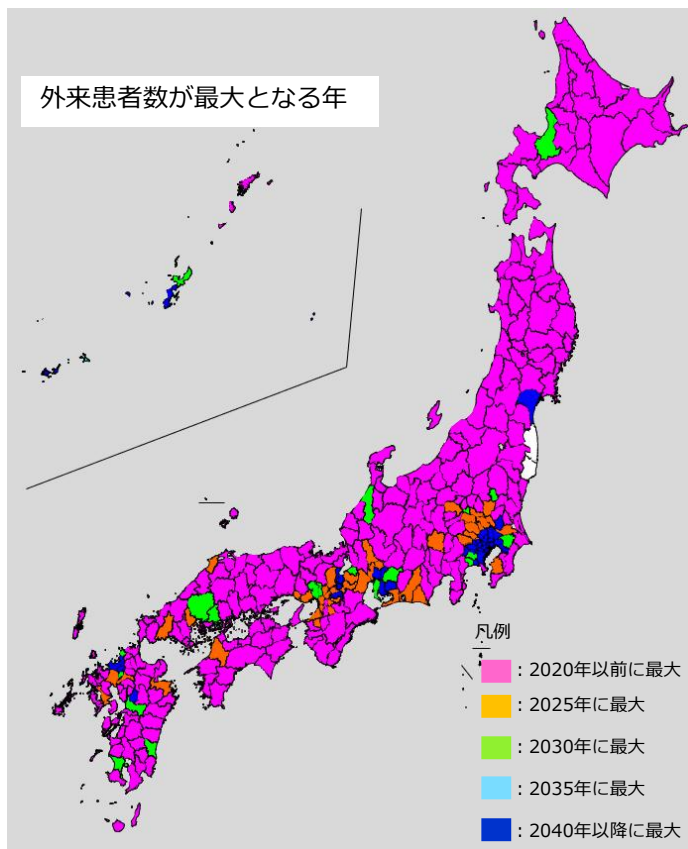 外来患者数が最大となる年
凡例
:2020年以前に最大
:2025年に最大
:2030年に最大
:2035年に最大
:2040年以降に最大